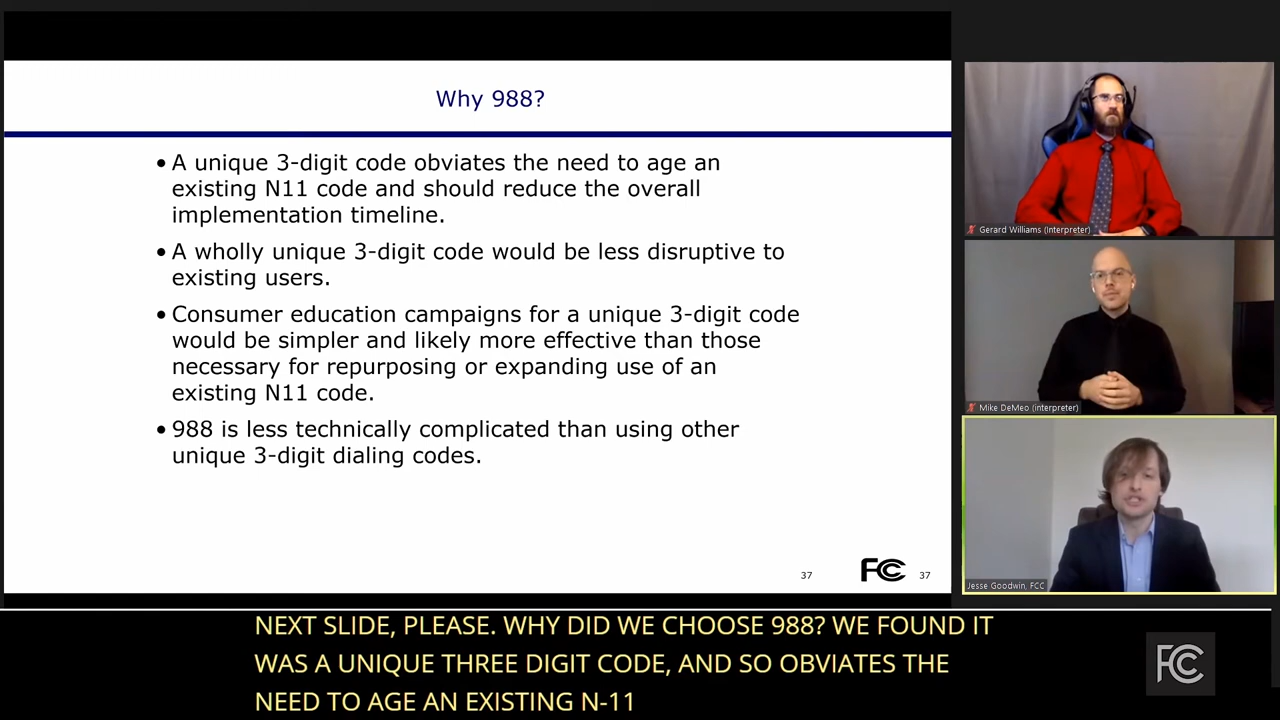 Why 988?
• A unique 3-digit code obviates the need to age an
existing N11 code and should reduce the overall
implementation timeline.
• A wholly unique 3-digit code would be less disruptive to
existing users.
• Consumer education campaigns for a unique 3-digit code
would be simpler and likely more effective than those
necessary for repurposing or expanding use of an
existing N11 code.
• 988 is less technically complicated than using other
unique 3-digit dialing codes.
37
FCC
37
Gerard Williams (Interpreter)
Mike DeMeo (interpreter)
Jesse Goodwin, FCC
NEXT SLIDE, PLEASE. WHY DID WE CHOOSE 988? WE FOUND IT
WAS A UNIQUE THREE DIGIT CODE, AND SO OBVIATES THE
NEED TO AGE AN EXISTING N-11
FCC